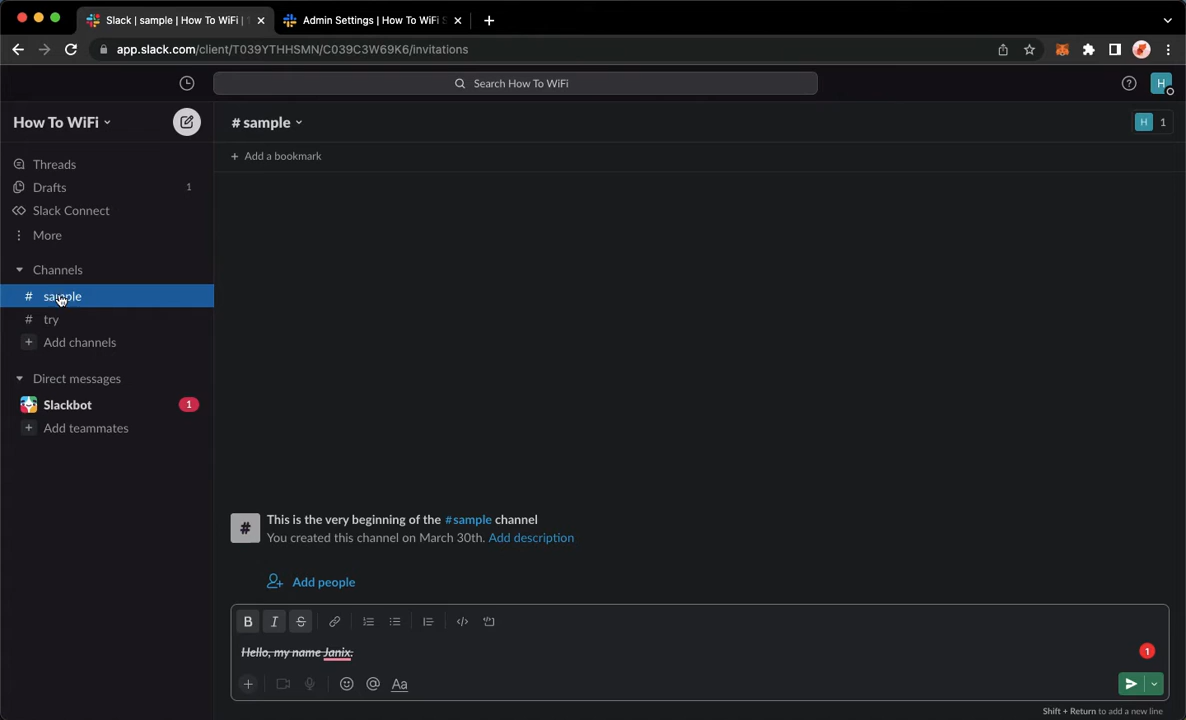 Slack | sample | How To WiFi | 1
Admin Settings | How To WiFi S
app.slack.com/client/T039YTHHSMN/C039C3W69K6/invitations
Search How To WiFi
H
How To WiFi
# sample
H 1
+ Add a bookmark
Threads
Drafts 1
Slack Connect
More
Channels
# sample
# try
+ Add channels
Direct messages
Slackbot 1
+ Add teammates
# This is the very beginning of the #sample channel
You created this channel on March 30th. Add description
Add people
B I S
Hello, my name Janix.
1
+ @ Aa
Shift + Return to add a new line